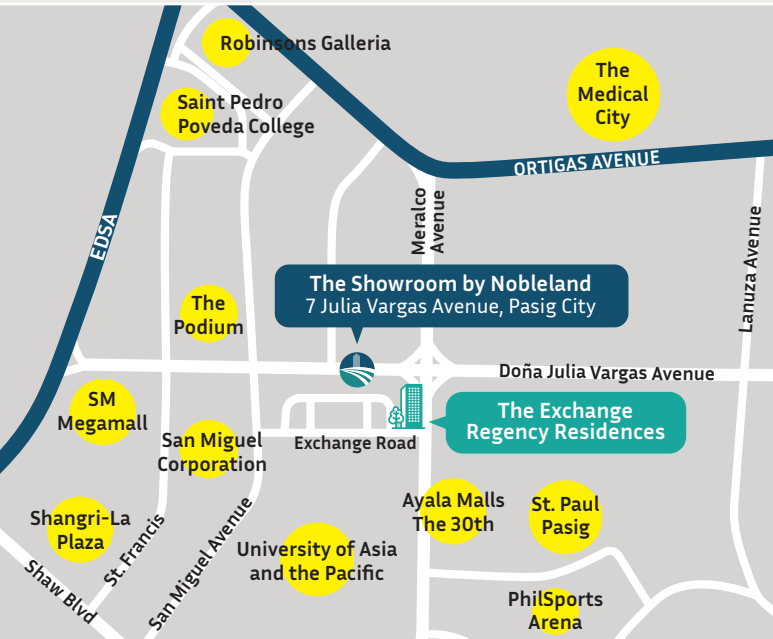 Robinsons Galleria
Saint Pedro
Poveda College
The
Medical
City
ORTIGAS AVENUE
EDSA
Meralco
Avenue
Lanuza Avenue
The Showroom by Nobleland
7 Julia Vargas Avenue, Pasig City
The
Podium
Doña Julia Vargas Avenue
SM
Megamall
The Exchange
Regency Residences
San Miguel
Corporation
Exchange Road
Shangri-La
Plaza
St. Francis
San Miguel Avenue
Shaw Blvd
University of Asia
and the Pacific
Ayala Malls
The 30th
St. Paul
Pasig
PhilSports
Arena